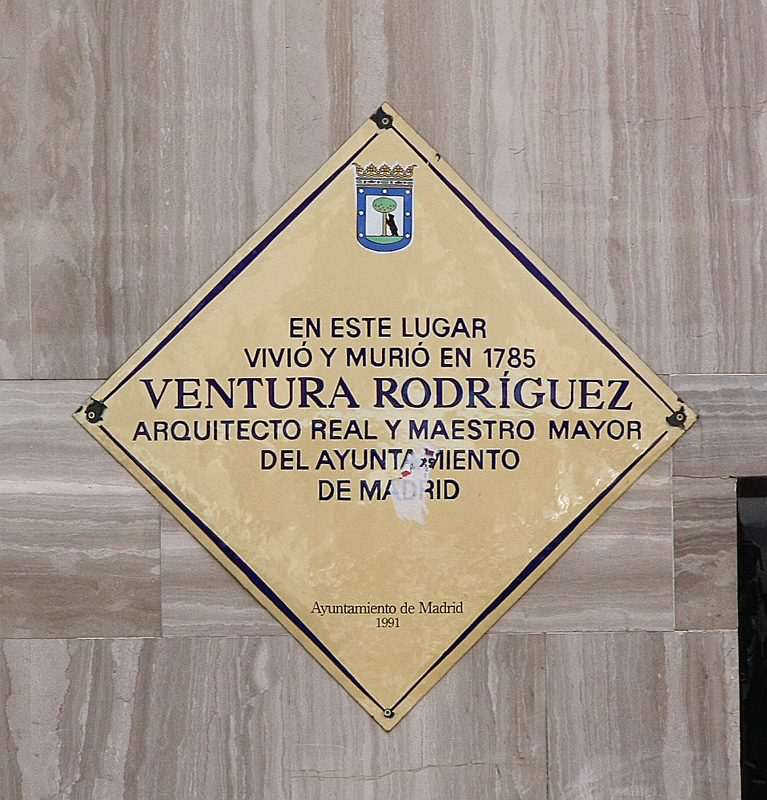 EN ESTE LUGAR
VIVIÓ Y MURIÓ EN 1785
VENTURA RODRÍGUEZ
ARQUITECTO REAL Y MAESTRO MAYOR
DEL AYUNTAMIENTO
DE MADRID
Ayuntamiento de Madrid
1991